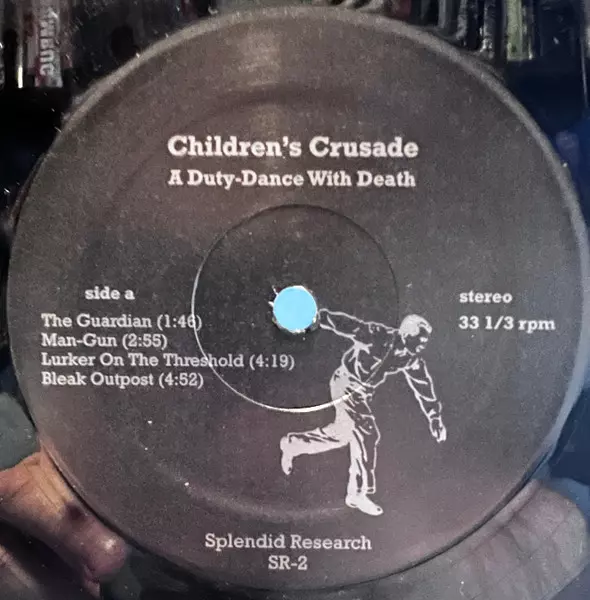 Children's Crusade
A Duty-Dance With Death
side a
The Guardian (1:46)
Man-Gun (2:55)
Lurker On The Threshold (4:19)
Bleak Outpost (4:52)
stereo
33 1/3 rpm
Splendid Research
SR-2